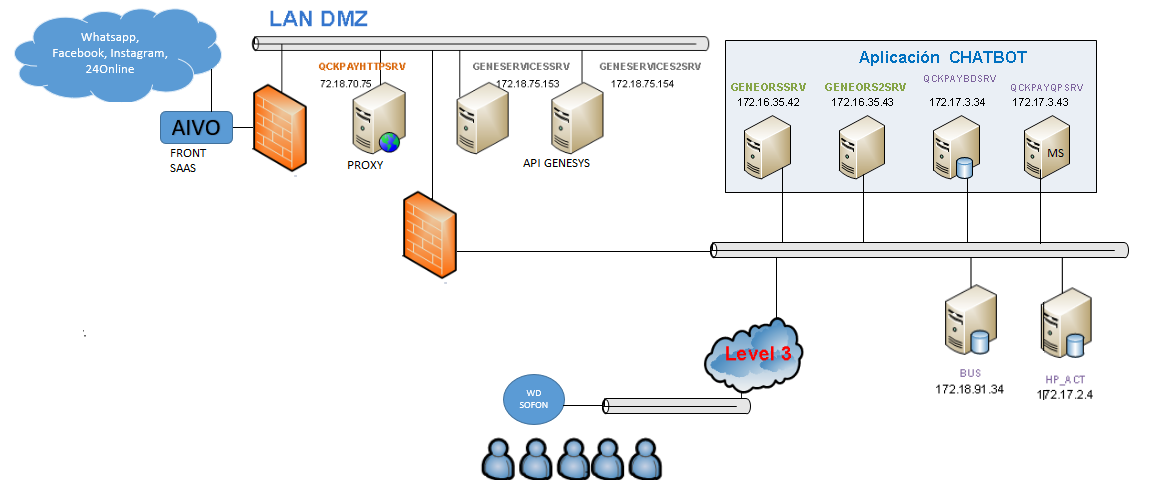 LAN DMZ
Whatsapp,
Facebook, Instagram,
24Online
AIVO
FRONT
SAAS
QCKPAYHTTPSRV
72.18.70.75
PROXY
GENESERVICESSRV
172.18.75.153
GENESERVICES2SRV
172.18.75.154
API GENESYS
Aplicación CHATBOT
GENEORSSRV
172.16.35.42
GENEORS2SRV
172.16.35.43
QCKPAYBDSRV
172.17.3.34
QCKPAYQPSRV
172.17.3.43
MS
Level 3
BUS
172.18.91.34
HP_ACT
172.17.2.4
WD
SOFON